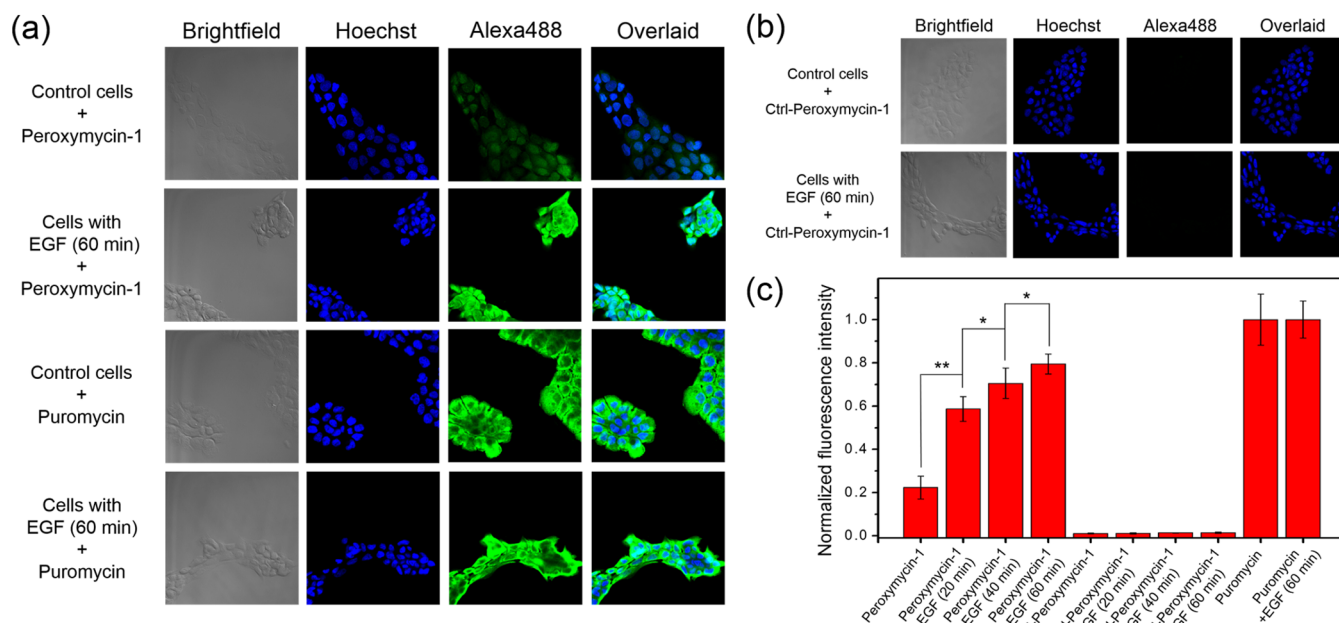 (a)
Brightfield
Hoechst
Alexa488
Overlaid
Control cells
+
Peroxymycin-1
Cells with
EGF (60 min)
+
Peroxymycin-1
Control cells
+
Puromycin
Cells with
EGF (60 min)
+
Puromycin
(b)
Brightfield
Hoechst
Alexa488
Overlaid
Control cells
+
Ctrl-Peroxymycin-1
Cells with
EGF (60 min)
+
Ctrl-Peroxymycin-1
(c)
Normalized fluorescence intensity
1.0
0.8
0.6
0.4
0.2
0.0
**
*
*
Peroxymycin-1
Peroxymycin-1
EGF (20 min)
Peroxymycin-1
EGF (40 min)
Peroxymycin-1
EGF (60 min)
-Peroxymycin-1
-Peroxymycin-1
EGF (20 min)
-Peroxymycin-1
EGF (40 min)
-Peroxymycin-1
EGF (60 min)
Puromycin
Puromycin
+EGF (60 min)